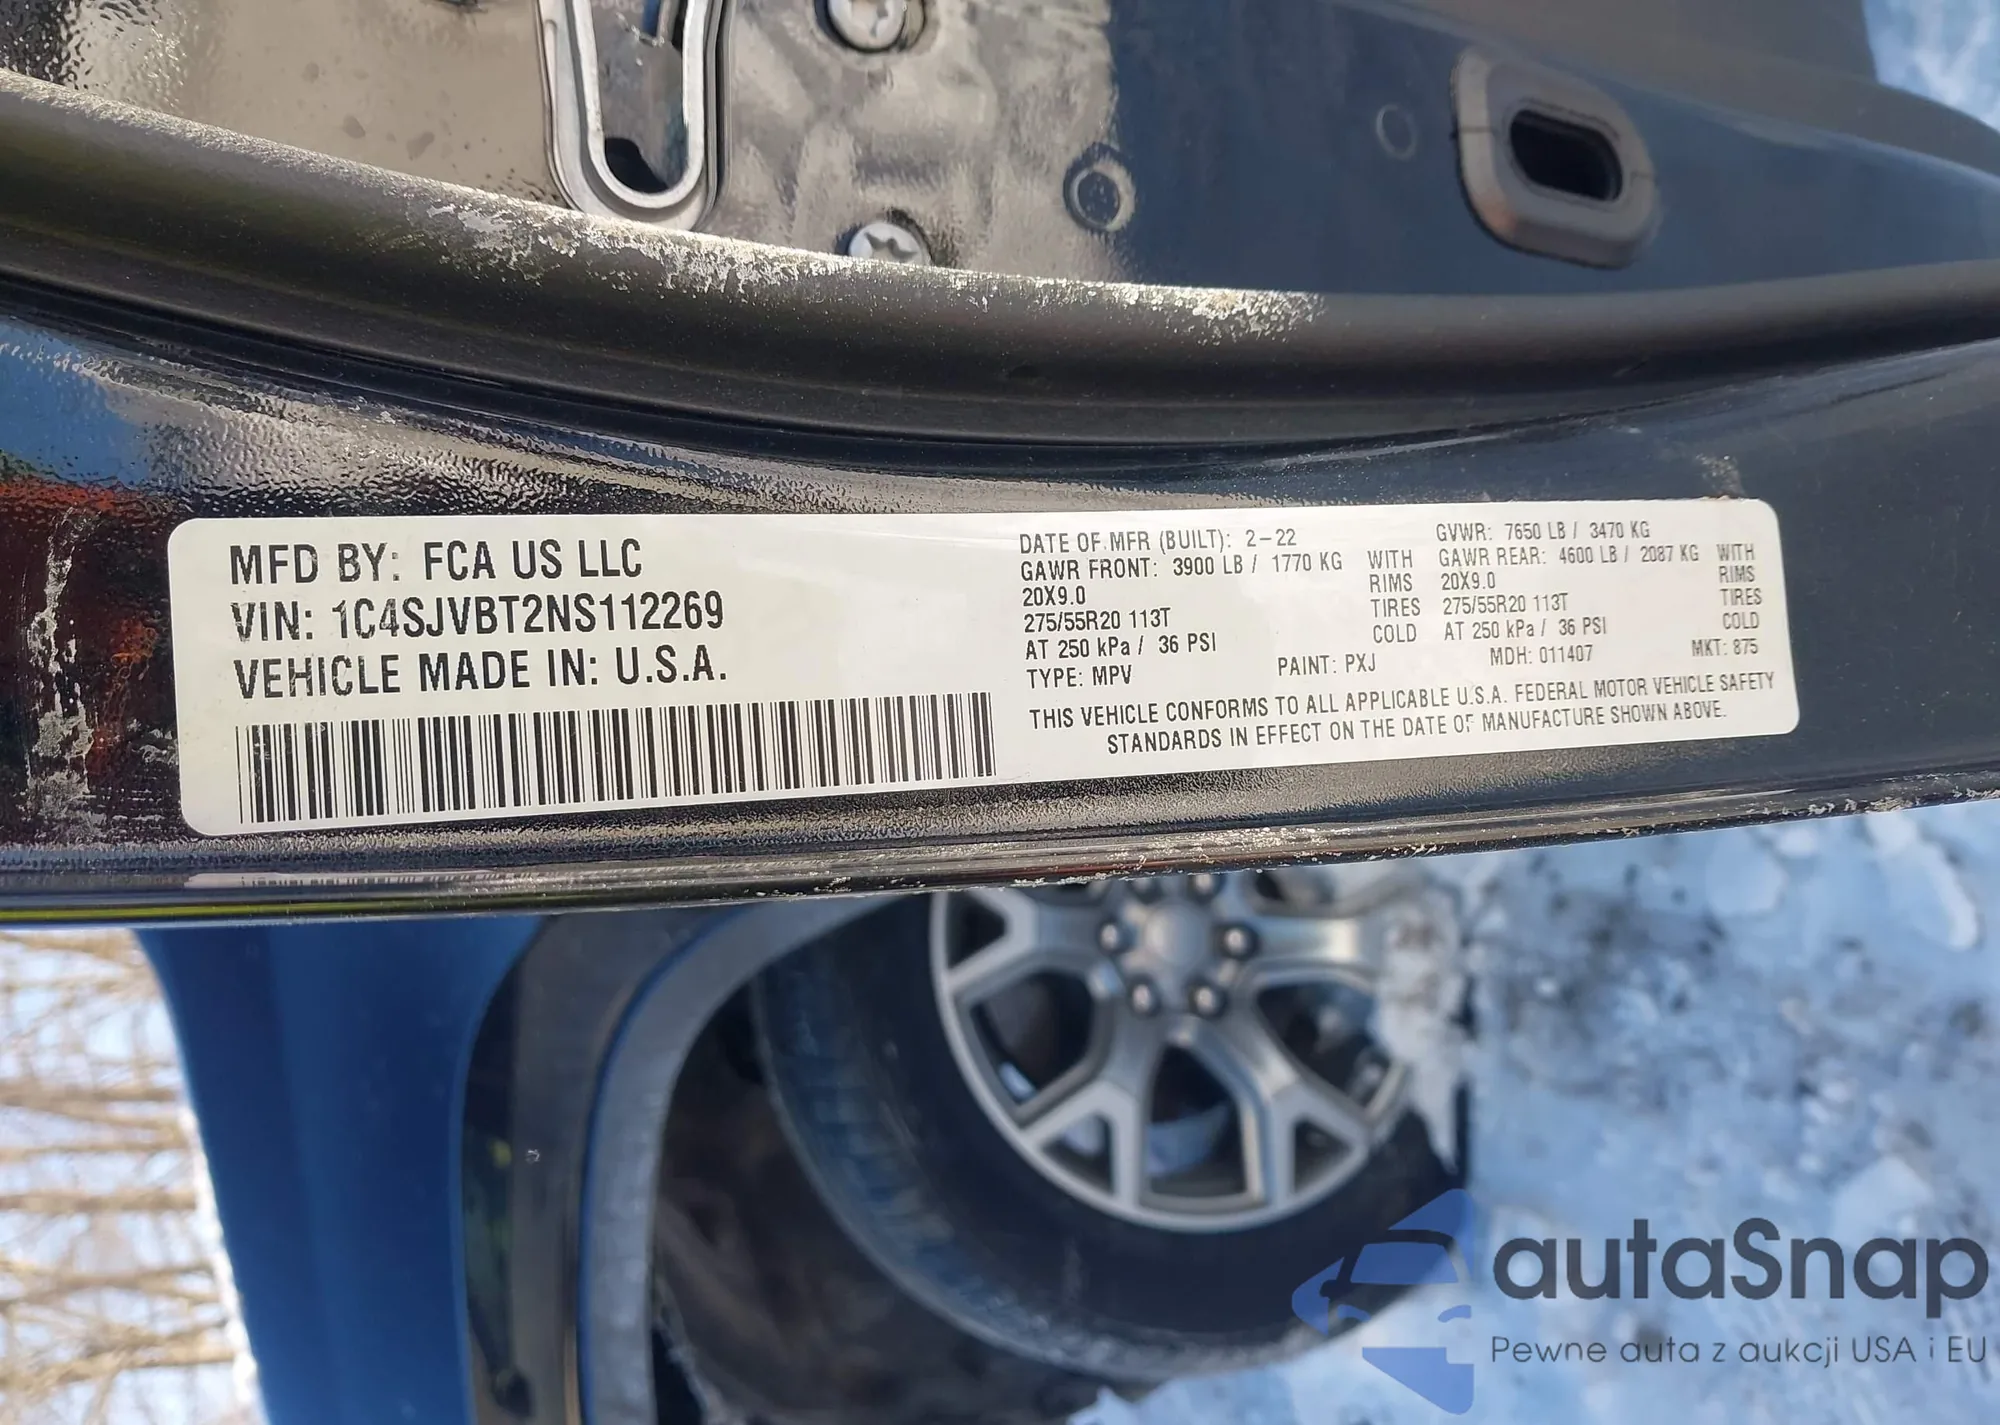 MFD BY: FCA US LLC
VIN: 1C4SJVBT2NS112269
VEHICLE MADE IN: U.S.A.
DATE OF MFR (BUILT): 2-22
GVWR: 7650 LB / 3470 KG
GAWR FRONT: 3900 LB / 1770 KG WITH
GAWR REAR: 4600 LB / 2087 KG WITH
20X9.0 RIMS
20X9.0 RIMS
275/55R20 113T TIRES
275/55R20 113T TIRES
AT 250 kPa / 36 PSI COLD
AT 250 kPa / 36 PSI COLD
TYPE: MPV PAINT: PXJ MDH: 011407 MKT: 875
THIS VEHICLE CONFORMS TO ALL APPLICABLE U.S.A. FEDERAL MOTOR VEHICLE SAFETY
STANDARDS IN EFFECT ON THE DATE OF MANUFACTURE SHOWN ABOVE.
autaSnap
Pewne auta z aukcji USA i EU